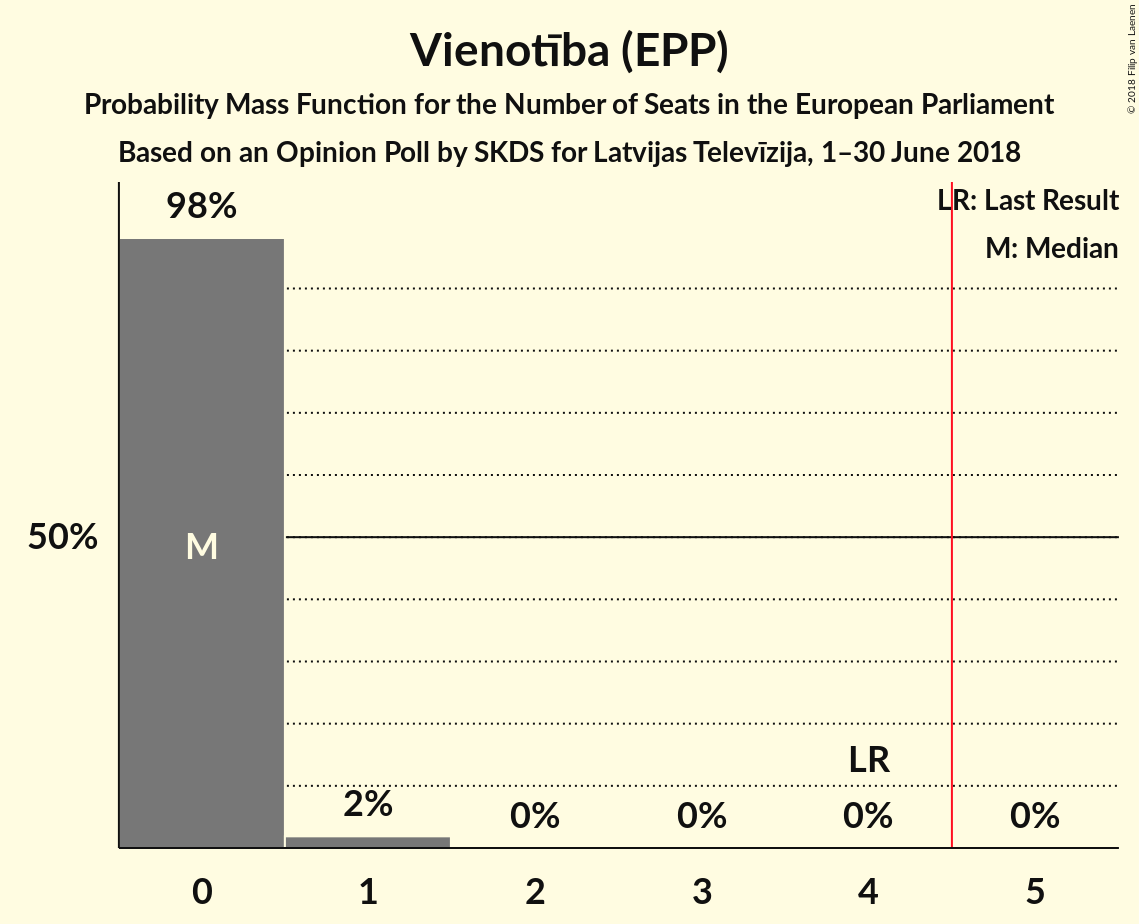 Vienotība (EPP)
Probability Mass Function for the Number of Seats in the European Parliament
Based on an Opinion Poll by SKDS for Latvijas Televīzija, 1–30 June 2018
© 2018 Filip van Laenen
LR: Last Result
M: Median
98%
50%
M
LR
2%
0%
0%
0%
0%
0
1
2
3
4
5